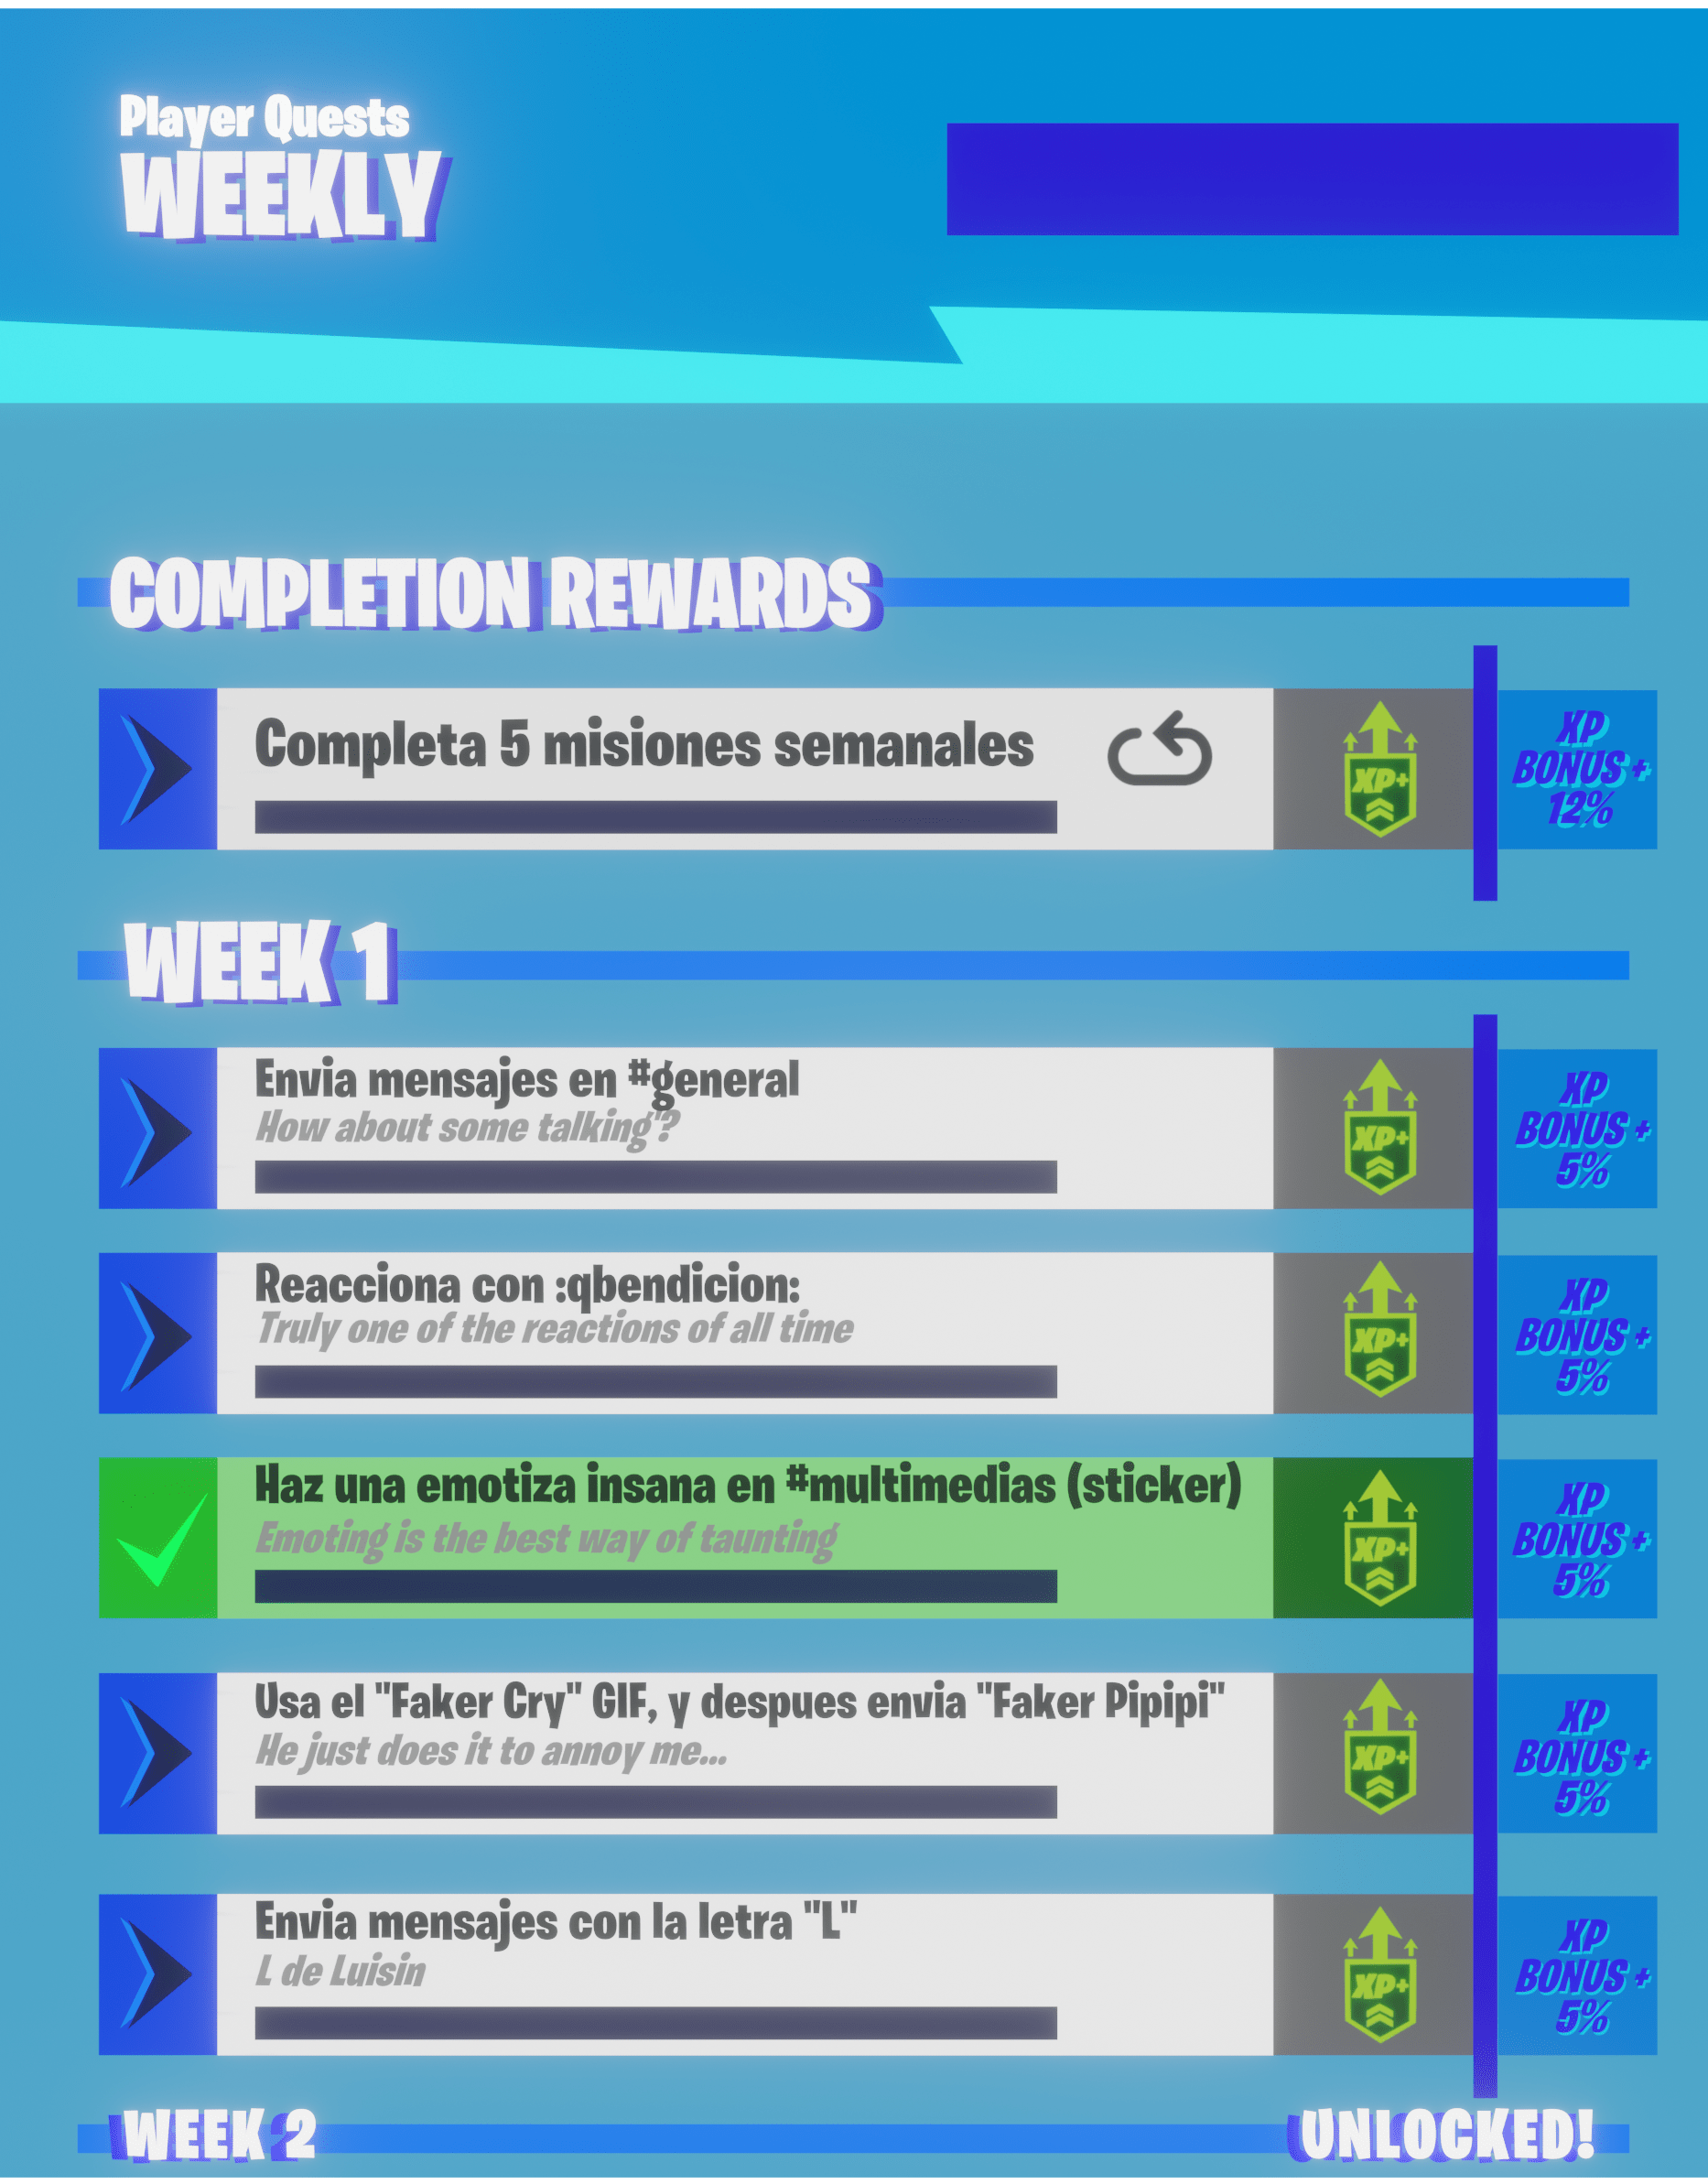 Player Quests
WEEKLY
COMPLETION REWARDS
Completa 5 misiones semanales
XP+
XP
BONUS +
12%
WEEK 1
Envia mensajes en #general
How about some talking?
XP+
XP
BONUS +
5%
Reacciona con :qbendicion:
Truly one of the reactions of all time
XP+
XP
BONUS +
5%
Haz una emotiza insana en #multimedias (sticker)
Emoting is the best way of taunting
XP+
XP
BONUS +
5%
Usa el "Faker Cry" GIF, y despues envia "Faker Pipipi"
He just does it to annoy me...
XP+
XP
BONUS +
5%
Envia mensajes con la letra "L"
L de Luisin
XP+
XP
BONUS +
5%
WEEK 2
UNLOCKED!